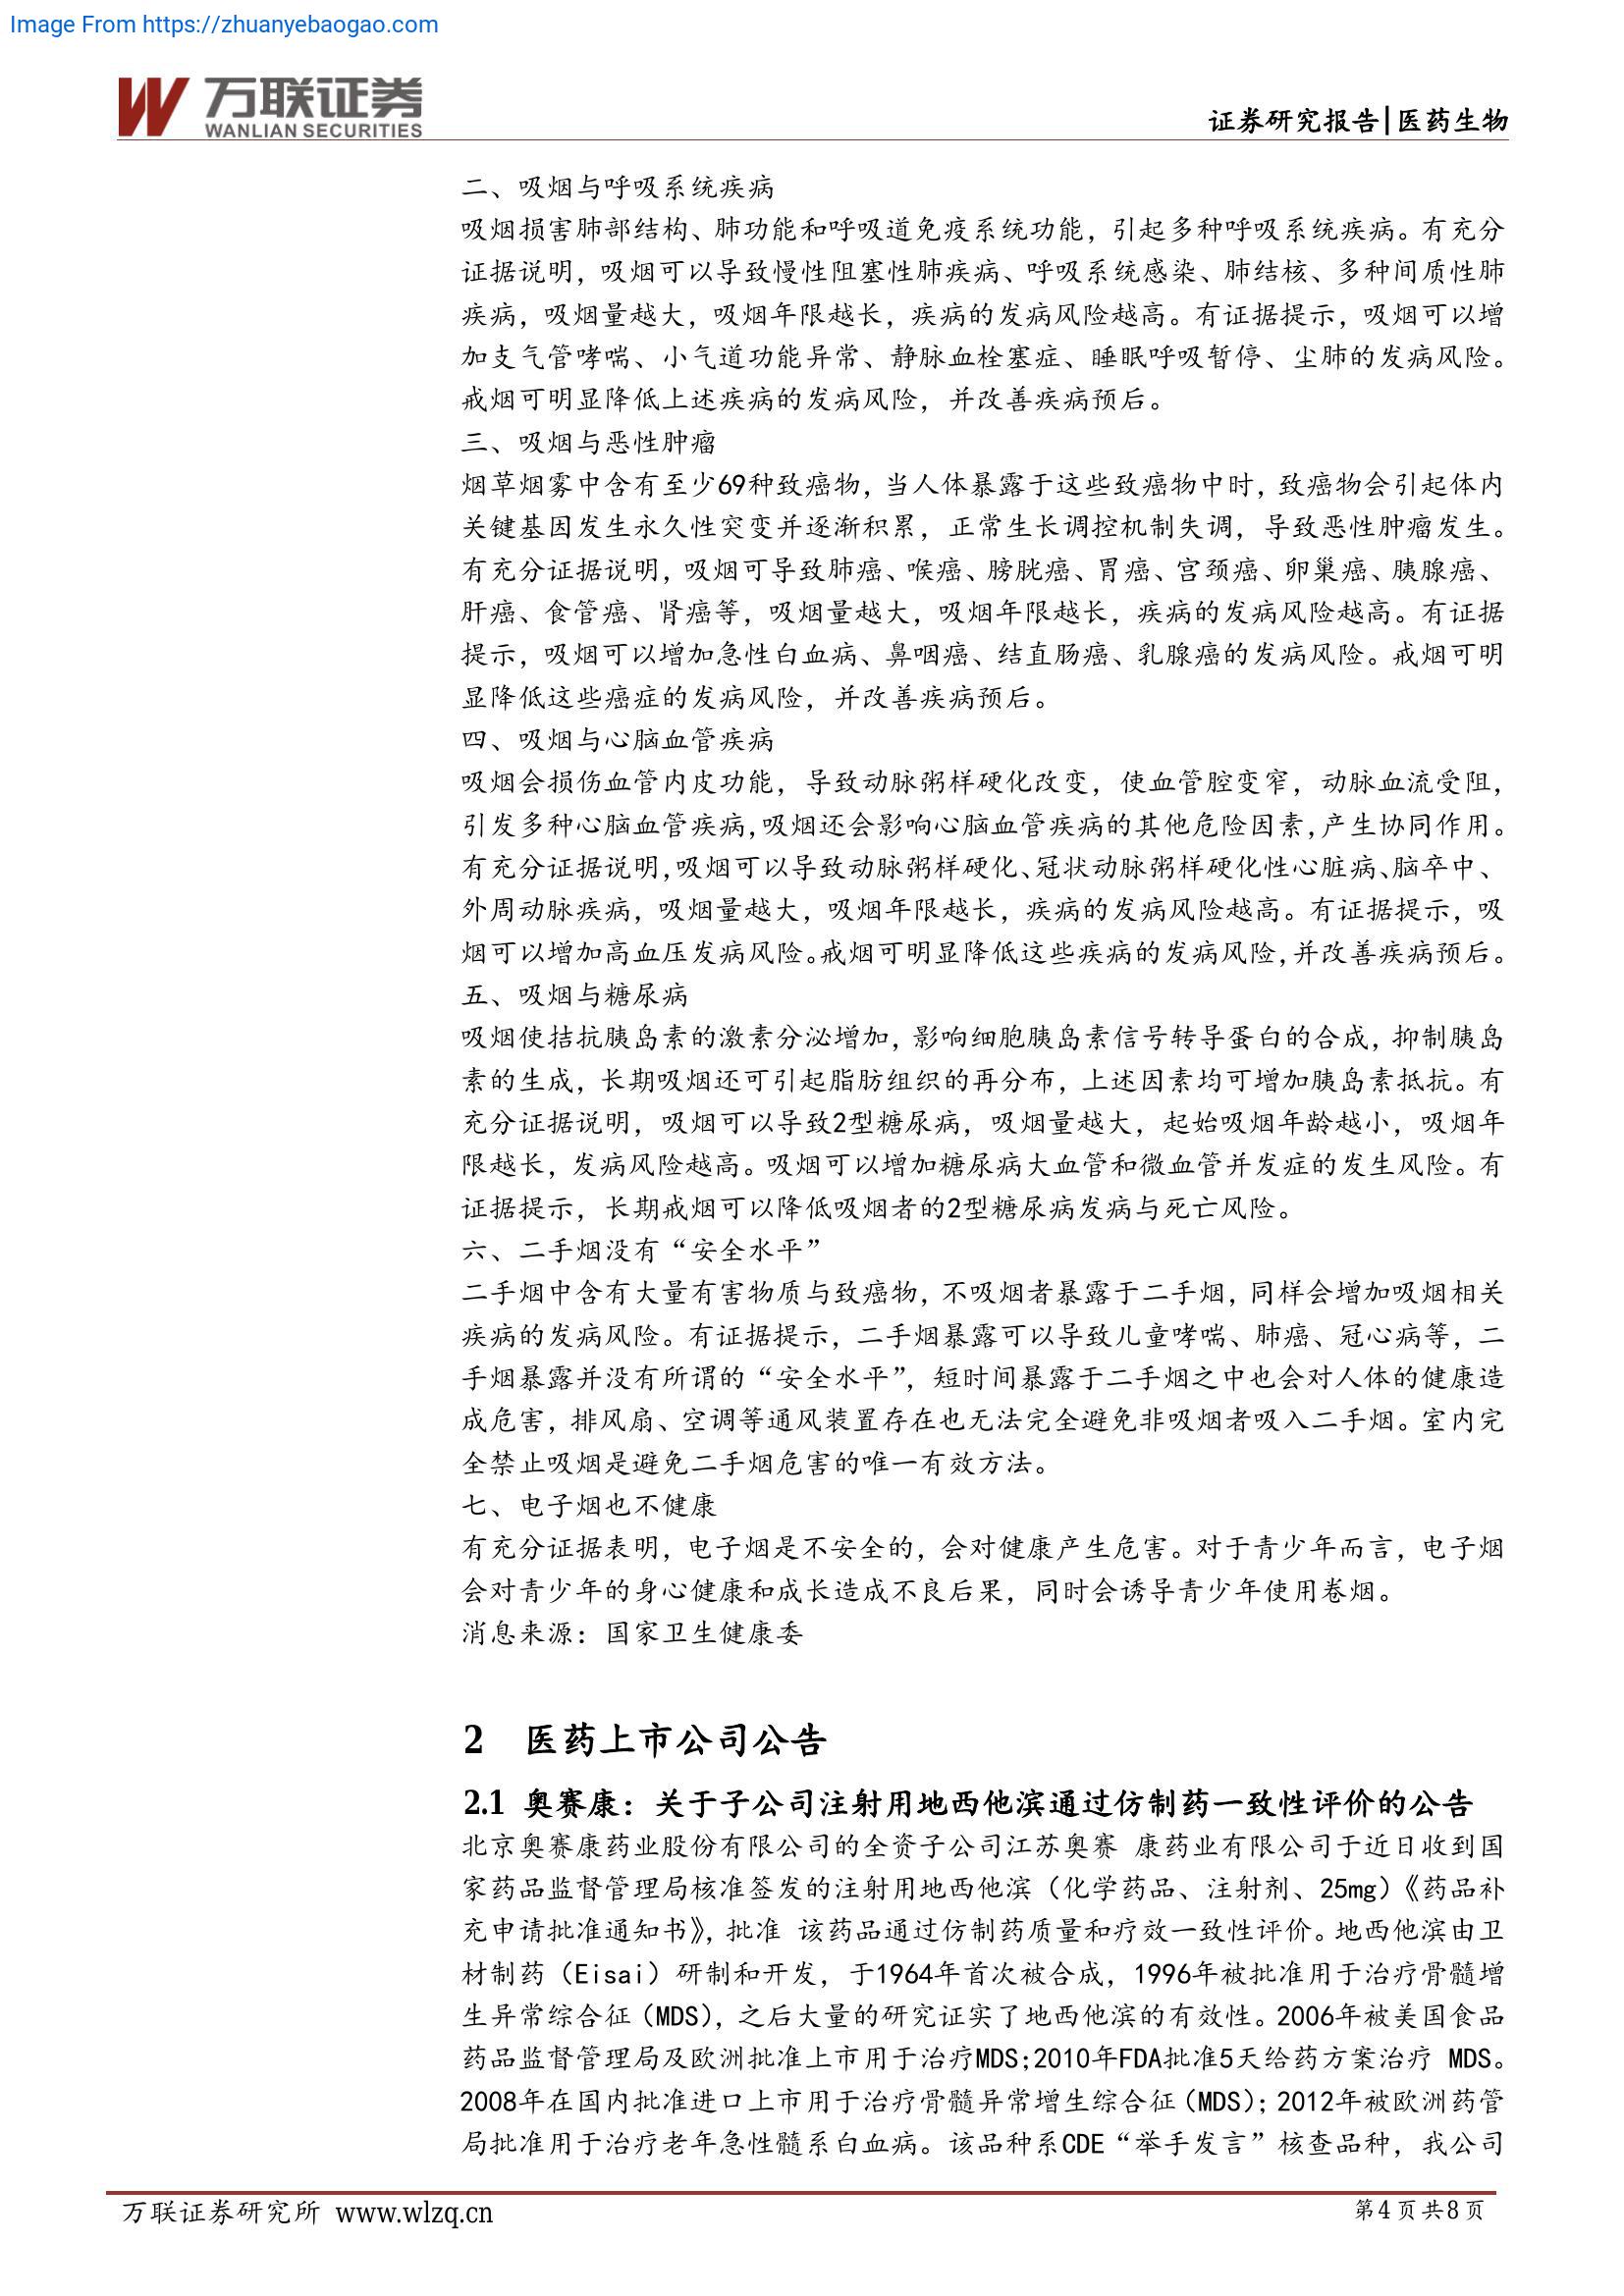 Image From https://zhuanyebaogao.com
万联证券
WANLIAN SECURITIES
证券研究报告|医药生物
二、吸烟与呼吸系统疾病
吸烟损害肺部结构、肺功能和呼吸道免疫系统功能，引起多种呼吸系统疾病。有充分
证据说明，吸烟可以导致慢性阻塞性肺疾病、呼吸系统感染、肺结核、多种间质性肺
疾病，吸烟量越大，吸烟年限越长，疾病的发病风险越高。有证据提示，吸烟可以增
加支气管哮喘、小气道功能异常、静脉血栓塞症、睡眠呼吸暂停、尘肺的发病风险。
戒烟可明显降低上述疾病的发病风险，并改善疾病预后。
三、吸烟与恶性肿瘤
烟草烟雾中含有至少69种致癌物，当人体暴露于这些致癌物中时，致癌物会引起体内
关键基因发生永久性突变并逐渐积累，正常生长调控机制失调，导致恶性肿瘤发生。
有充分证据说明，吸烟可导致肺癌、喉癌、膀胱癌、胃癌、宫颈癌、卵巢癌、胰腺癌、
肝癌、食管癌、肾癌等，吸烟量越大，吸烟年限越长，疾病的发病风险越高。有证据
提示，吸烟可以增加急性白血病、鼻咽癌、结直肠癌、乳腺癌的发病风险。戒烟可明
显降低这些癌症的发病风险，并改善疾病预后。
四、吸烟与心脑血管疾病
吸烟会损伤血管内皮功能，导致动脉粥样硬化改变，使血管腔变窄，动脉血流受阻，
引发多种心脑血管疾病,吸烟还会影响心脑血管疾病的其他危险因素,产生协同作用。
有充分证据说明,吸烟可以导致动脉粥样硬化、冠状动脉粥样硬化性心脏病、脑卒中、
外周动脉疾病，吸烟量越大，吸烟年限越长，疾病的发病风险越高。有证据提示，吸
烟可以增加高血压发病风险。戒烟可明显降低这些疾病的发病风险,并改善疾病预后。
五、吸烟与糖尿病
吸烟使拮抗胰岛素的激素分泌增加，影响细胞胰岛素信号转导蛋白的合成，抑制胰岛
素的生成，长期吸烟还可引起脂肪组织的再分布，上述因素均可增加胰岛素抵抗。有
充分证据说明，吸烟可以导致2型糖尿病，吸烟量越大，起始吸烟年龄越小，吸烟年
限越长，发病风险越高。吸烟可以增加糖尿病大血管和微血管并发症的发生风险。有
证据提示，长期戒烟可以降低吸烟者的2型糖尿病发病与死亡风险。
六、二手烟没有“安全水平”
二手烟中含有大量有害物质与致癌物，不吸烟者暴露于二手烟，同样会增加吸烟相关
疾病的发病风险。有证据提示，二手烟暴露可以导致儿童哮喘、肺癌、冠心病等，二
手烟暴露并没有所谓的“安全水平”，短时间暴露于二手烟之中也会对人体的健康造
成危害，排风扇、空调等通风装置存在也无法完全避免非吸烟者吸入二手烟。室内完
全禁止吸烟是避免二手烟危害的唯一有效方法。
七、电子烟也不健康
有充分证据表明，电子烟是不安全的，会对健康产生危害。对于青少年而言，电子烟
会对青少年的身心健康和成长造成不良后果，同时会诱导青少年使用卷烟。
消息来源：国家卫生健康委
2 医药上市公司公告
2.1 奥赛康：关于子公司注射用地西他滨通过仿制药一致性评价的公告
北京奥赛康药业股份有限公司的全资子公司江苏奥赛 康药业有限公司于近日收到国
家药品监督管理局核准签发的注射用地西他滨（化学药品、注射剂、25mg）《药品补
充申请批准通知书》，批准 该药品通过仿制药质量和疗效一致性评价。地西他滨由卫
材制药（Eisai）研制和开发，于1964年首次被合成，1996年被批准用于治疗骨髓增
生异常综合征（MDS），之后大量的研究证实了地西他滨的有效性。2006年被美国食品
药品监督管理局及欧洲批准上市用于治疗MDS;2010年FDA批准5天给药方案治疗 MDS。
2008年在国内批准进口上市用于治疗骨髓异常增生综合征（MDS）；2012年被欧洲药管
局批准用于治疗老年急性髓系白血病。该品种系CDE“举手发言”核查品种，我公司
万联证券研究所 www.wlzq.cn
第4页共8页